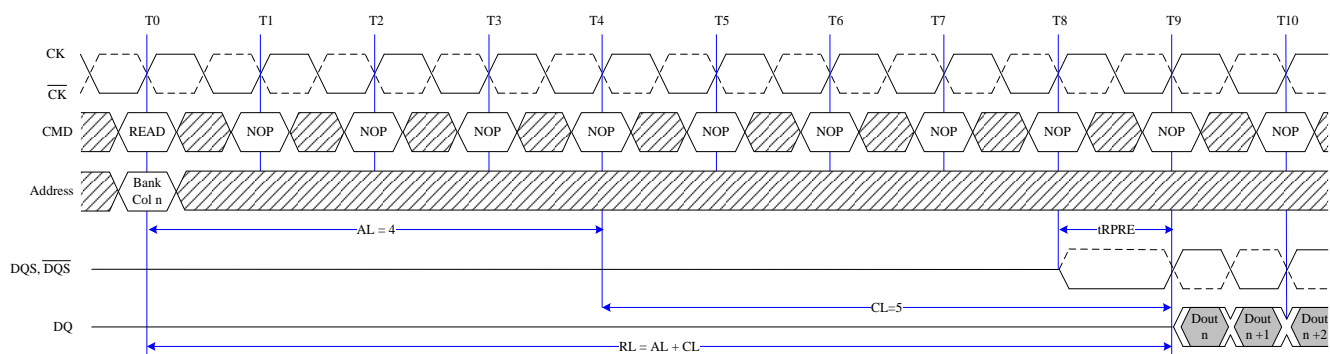 T0 T1 T2 T3 T4 T5 T6 T7 T8 T9 T10
CK
CK
CMD READ NOP NOP NOP NOP NOP NOP NOP NOP NOP NOP
Address Bank
Col n
AL = 4 tRPRE
DQS, DQS
CL=5
DQ Dout Dout Dout
n n +1 n +2
RL = AL + CL